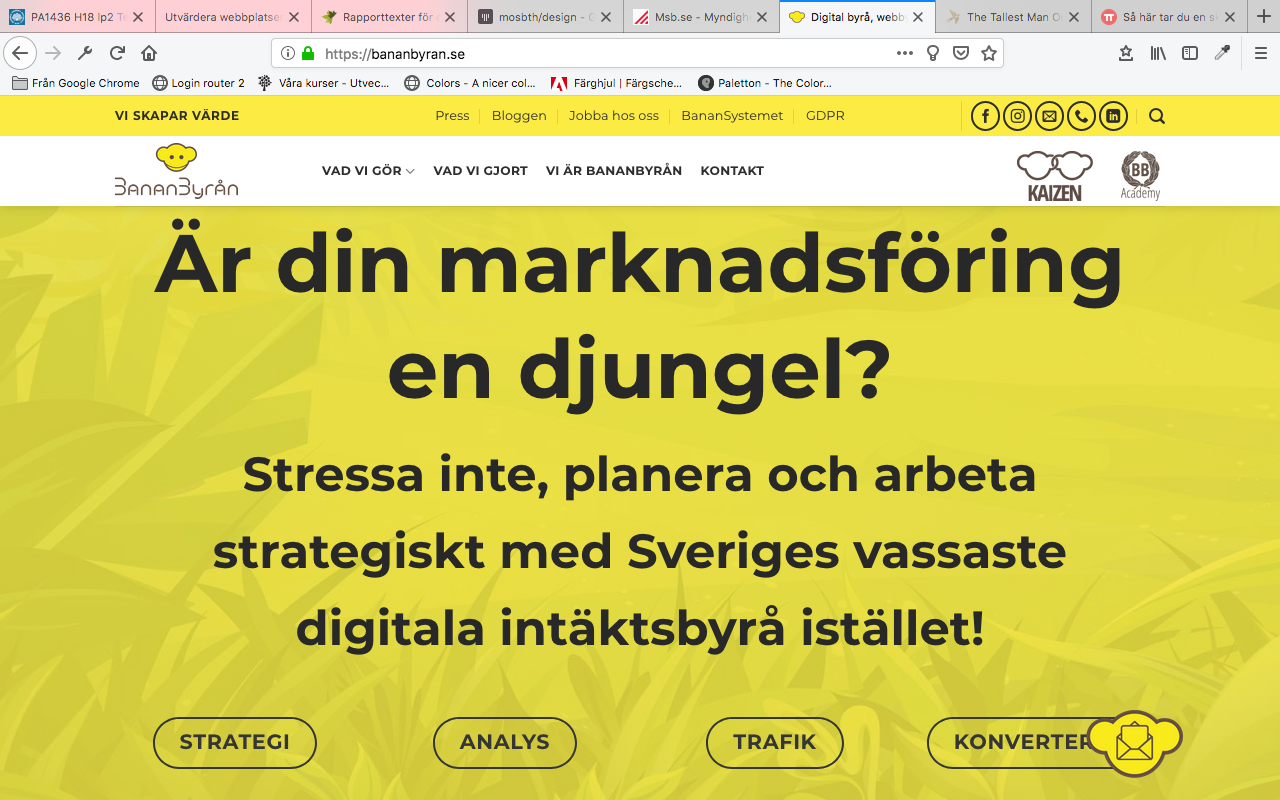 PA1436 H18 lp2 To
Utvärdera webbplatser
Rapporttexter för
mosbth/design - G
Msb.se - Myndigh
Digital byrå, webb
The Tallest Man O
Så här tar du en s
https://bananbyran.se
Från Google Chrome
Login router 2
Våra kurser - Utvec...
Colors - A nicer col...
Färghjul | Färgsche...
Paletton - The Color...
VI SKAPAR VÄRDE
Press
Bloggen
Jobba hos oss
BananSystemet
GDPR
BananByrån
VAD VI GÖR
VAD VI GJORT
VI ÄR BANANBYRÅN
KONTAKT
KAIZEN
BB
Academy
Är din marknadsföring
en djungel?
Stressa inte, planera och arbeta
strategiskt med Sveriges vassaste
digitala intäktsbyrå istället!
STRATEGI
ANALYS
TRAFIK
KONVERTER